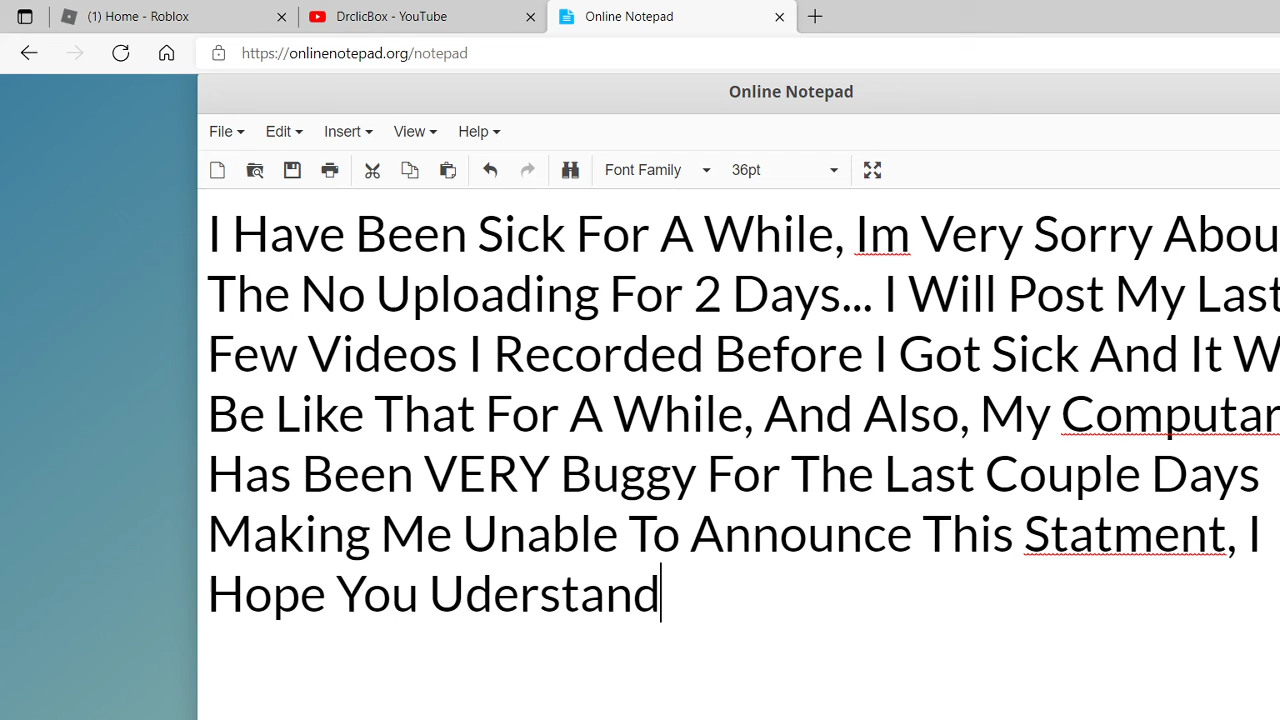 (1) Home - Roblox
DrclicBox - YouTube
Online Notepad
https://onlinenotepad.org/notepad
Online Notepad
File Edit Insert View Help
Font Family 36pt
I Have Been Sick For A While, Im Very Sorry Abou
The No Uploading For 2 Days... I Will Post My Last
Few Videos I Recorded Before I Got Sick And It W
Be Like That For A While, And Also, My Computar
Has Been VERY Buggy For The Last Couple Days
Making Me Unable To Announce This Statment, I
Hope You Uderstand